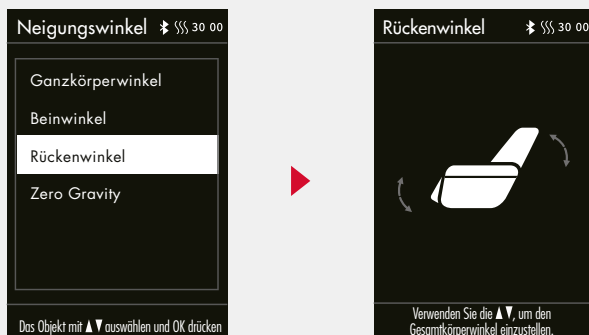 Neigungswinkel 30 00
Ganzkörperwinkel
Beinwinkel
Rückenwinkel
Zero Gravity
Das Objekt mit ▲▼ auswählen und OK drücken
Rückenwinkel 30 00
Verwenden Sie die ▲▼, um den
Gesamtkörperwinkel einzustellen.